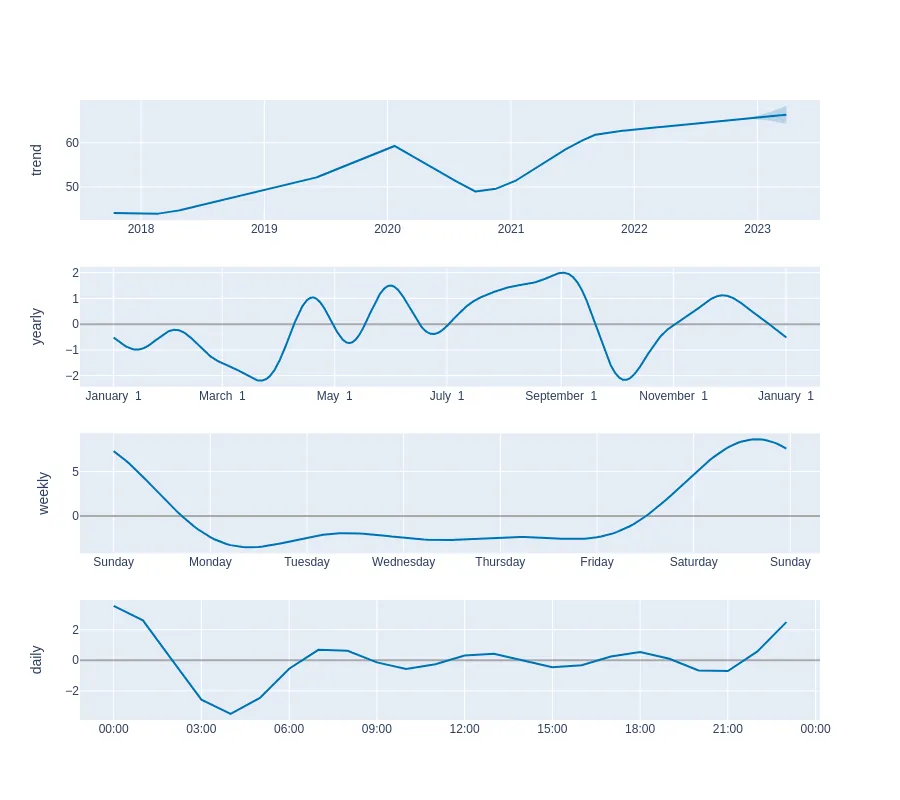 trend
60
50
2018 2019 2020 2021 2022 2023
yearly
2
1
0
−1
−2
January 1 March 1 May 1 July 1 September 1 November 1 January 1
weekly
5
0
Sunday Monday Tuesday Wednesday Thursday Friday Saturday Sunday
daily
2
0
−2
00:00 03:00 06:00 09:00 12:00 15:00 18:00 21:00 00:00